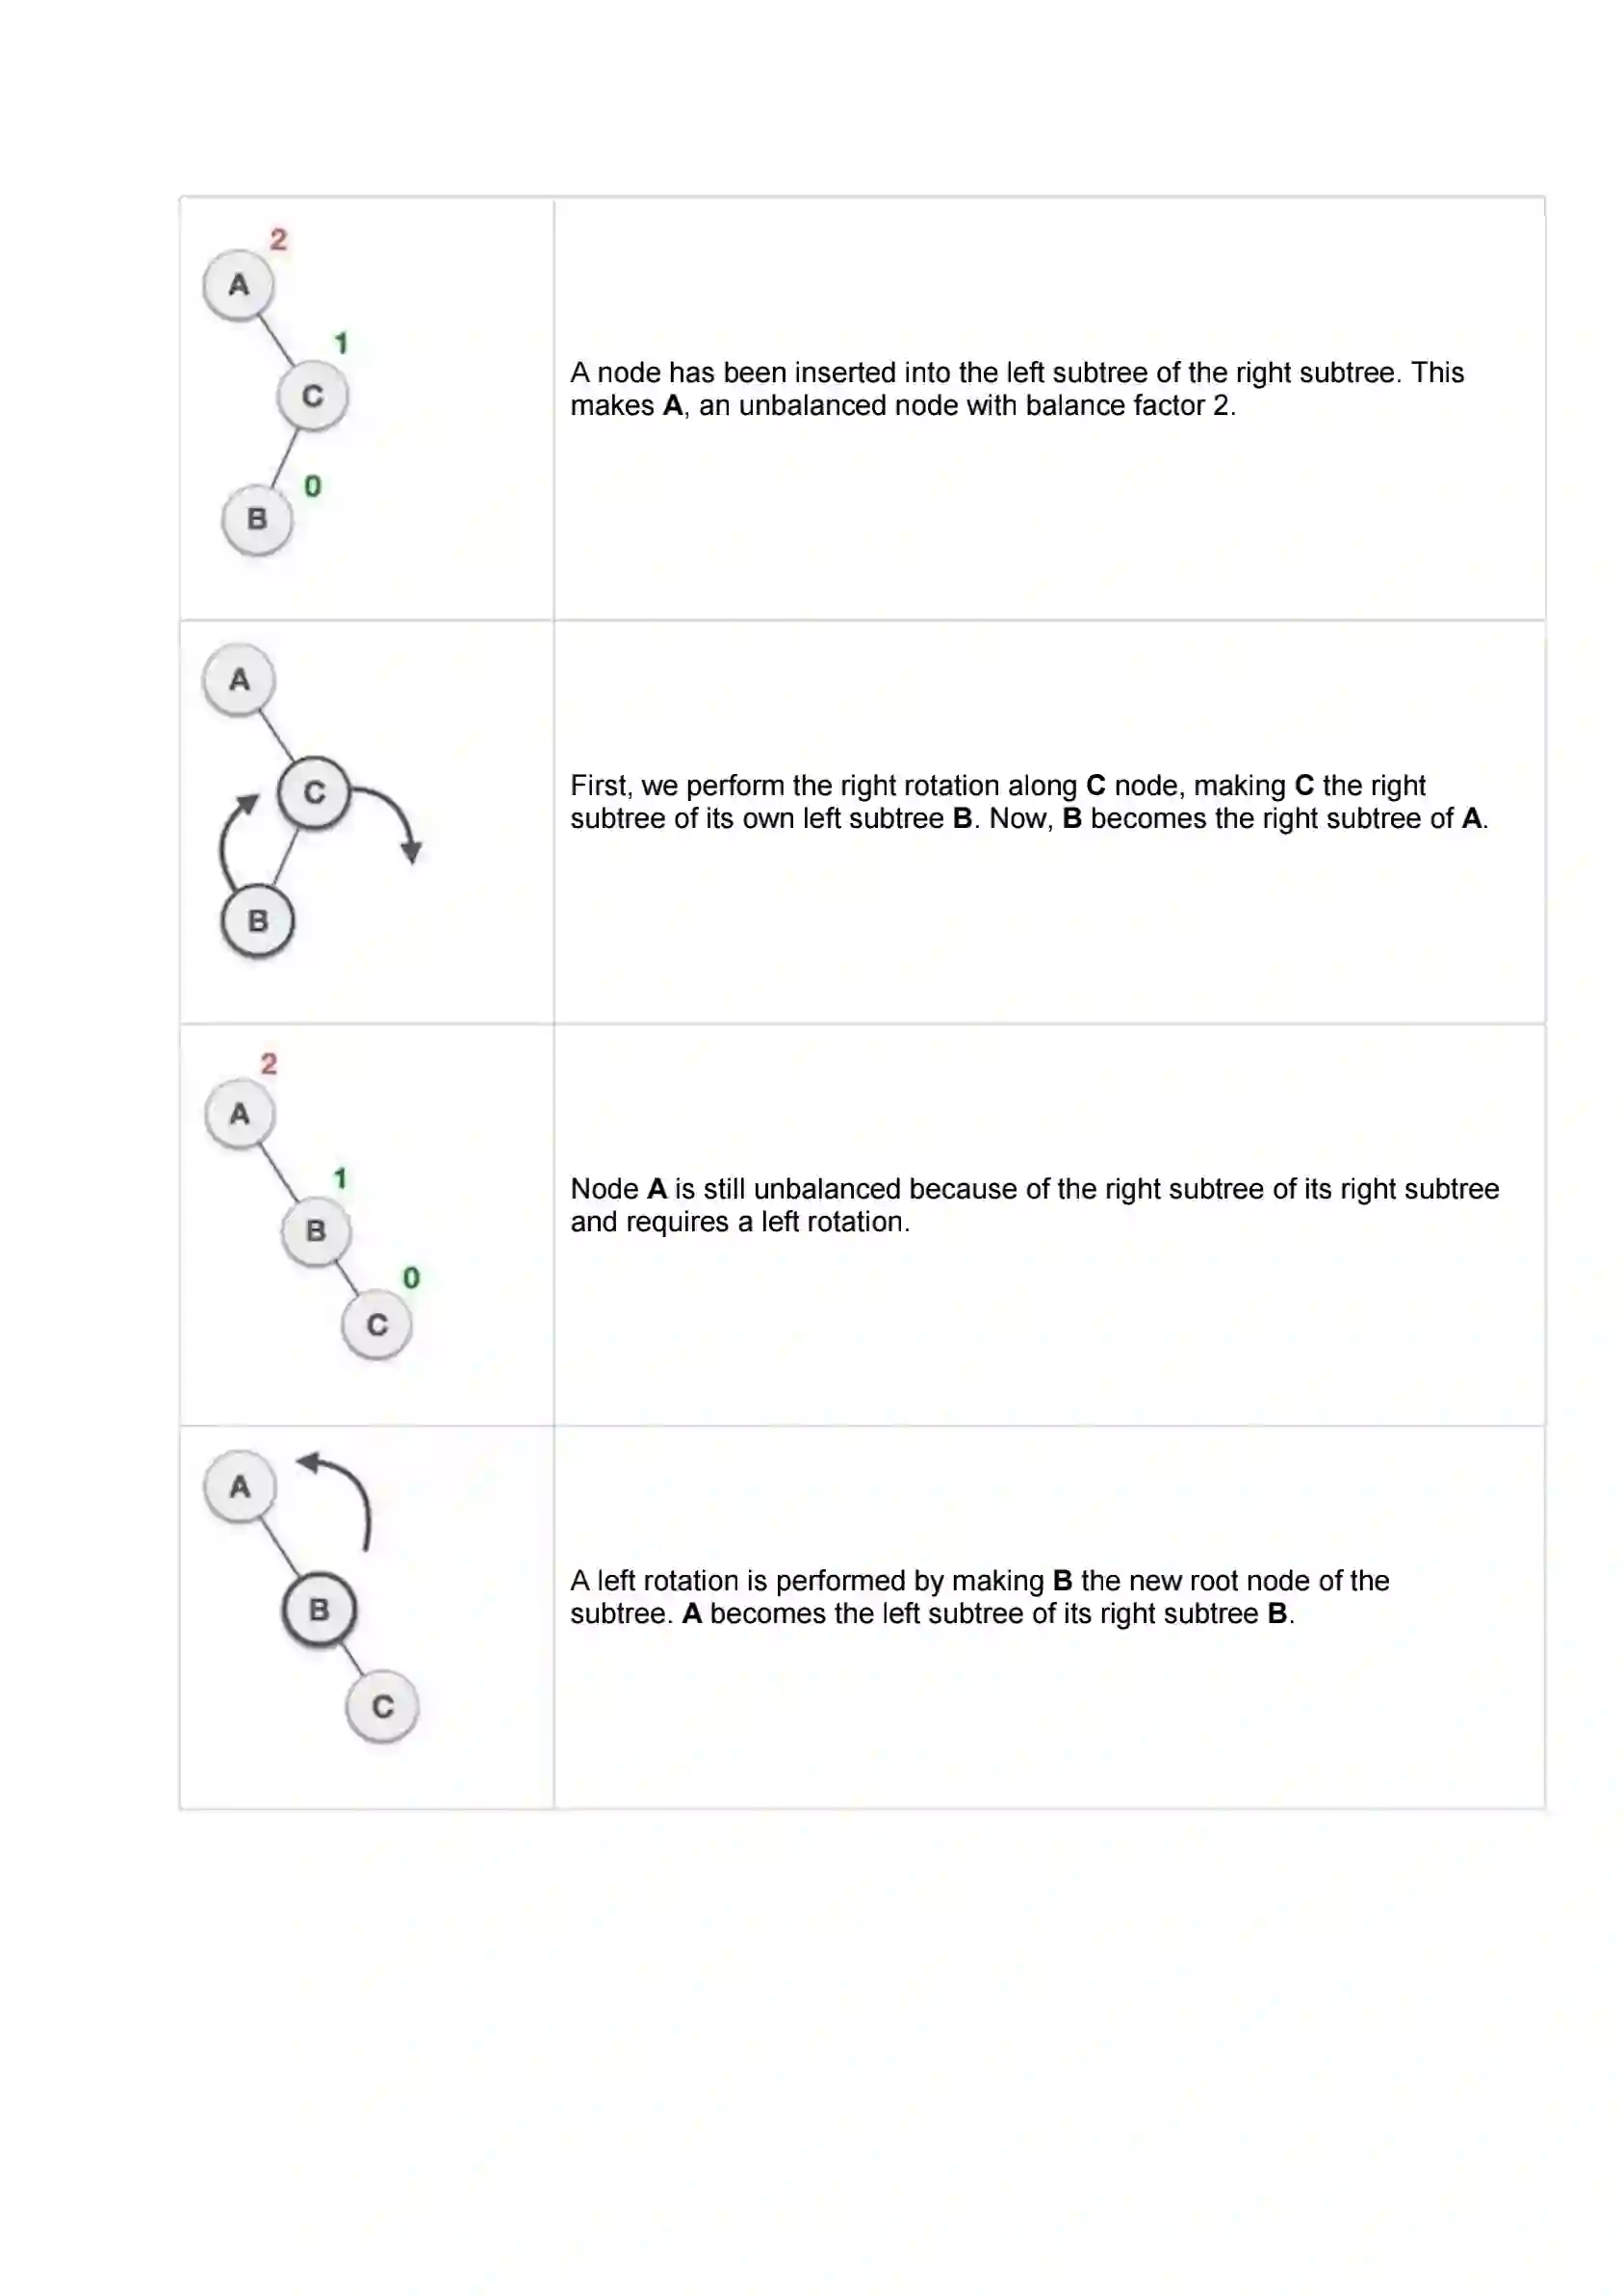 2
A
1
C
0
B
A node has been inserted into the left subtree of the right subtree. This
makes A, an unbalanced node with balance factor 2.
A
C
B
First, we perform the right rotation along C node, making C the right
subtree of its own left subtree B. Now, B becomes the right subtree of A.
2
A
1
B
0
C
Node A is still unbalanced because of the right subtree of its right subtree
and requires a left rotation.
A
B
C
A left rotation is performed by making B the new root node of the
subtree. A becomes the left subtree of its right subtree B.